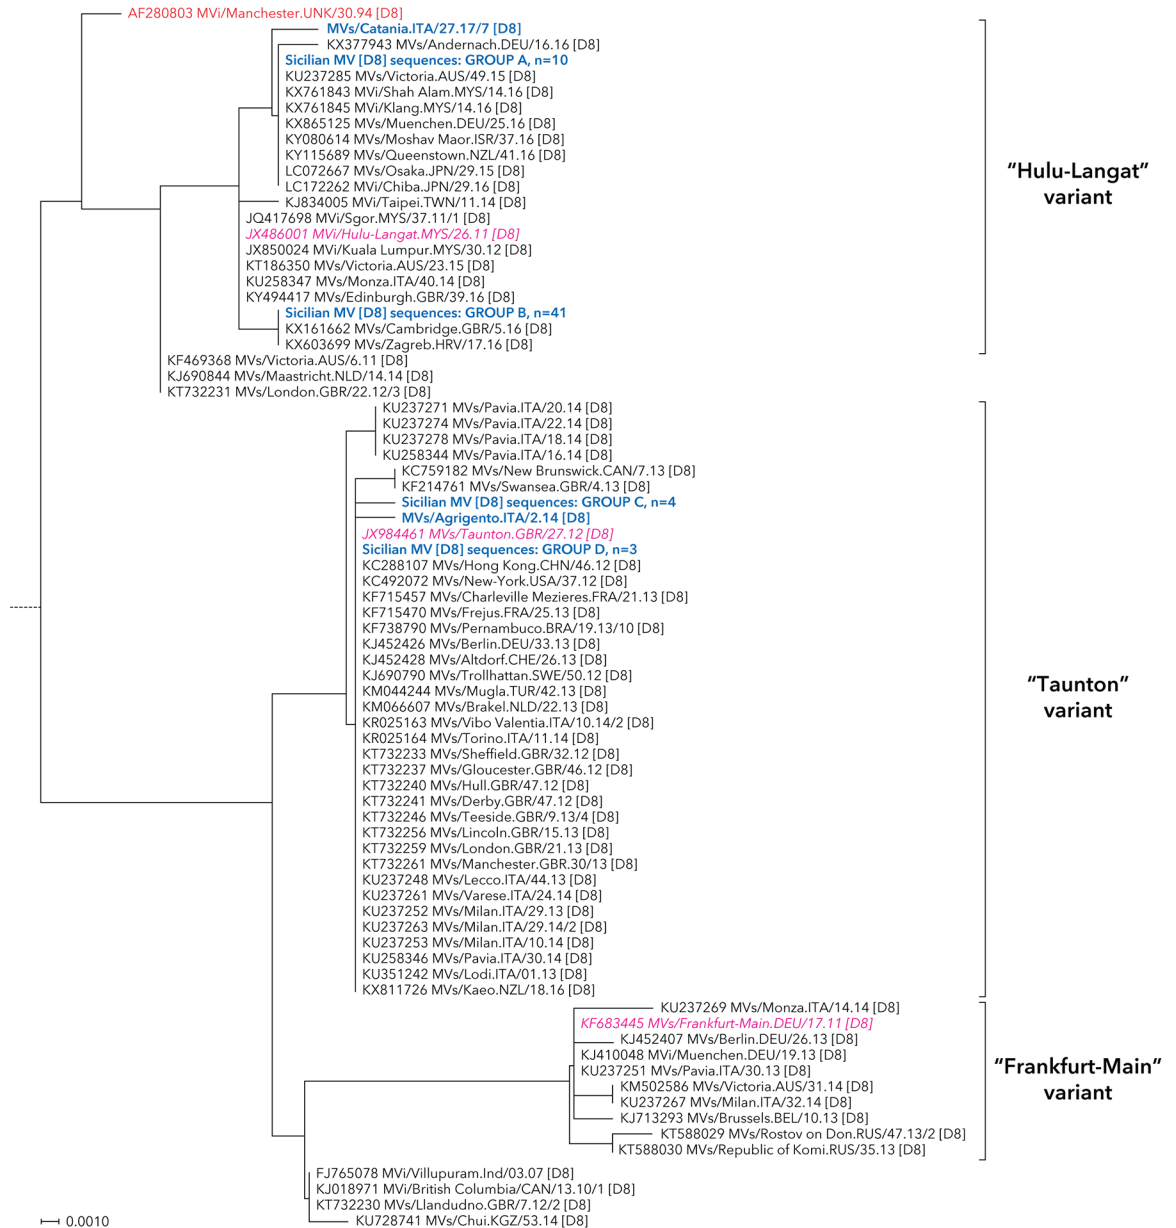 AF280803 MVi/Manchester.UNK/30.94 [D8]
MVs/Catania.ITA/27.17/7 [D8]
KX377943 MVs/Andernach.DEU/16.16 [D8]
Sicilian MV [D8] sequences: GROUP A, n=10
KU237285 MVs/Victoria.AUS/49.15 [D8]
KX761843 MVi/Shah Alam.MYS/14.16 [D8]
KX761845 MVi/Klang.MYS/14.16 [D8]
KX865125 MVs/Muenchen.DEU/25.16 [D8]
KY080614 MVs/Moshav Maor.ISR/37.16 [D8]
KY115689 MVs/Queenstown.NZL/41.16 [D8]
LC072667 MVs/Osaka.JPN/29.15 [D8]
LC172262 MVi/Chiba.JPN/29.16 [D8]
KJ834005 MVi/Taipei.TWN/11.14 [D8]
JQ417698 MVi/Sgor.MYS/37.11/1 [D8]
JX486001 MVi/Hulu-Langat.MYS/26.11 [D8]
JX850024 MVi/Kuala Lumpur.MYS/30.12 [D8]
KT186350 MVs/Victoria.AUS/23.15 [D8]
KU258347 MVs/Monza.ITA/40.14 [D8]
KY494417 MVs/Edinburgh.GBR/39.16 [D8]
Sicilian MV [D8] sequences: GROUP B, n=41
KX161662 MVs/Cambridge.GBR/5.16 [D8]
KX603699 MVs/Zagreb.HRV/17.16 [D8]
"Hulu-Langat"
variant
KF469368 MVs/Victoria.AUS/6.11 [D8]
KJ690844 MVs/Maastricht.NLD/14.14 [D8]
KT732231 MVs/London.GBR/22.12/3 [D8]
KU237271 MVs/Pavia.ITA/20.14 [D8]
KU237274 MVs/Pavia.ITA/22.14 [D8]
KU237278 MVs/Pavia.ITA/18.14 [D8]
KU258344 MVs/Pavia.ITA/16.14 [D8]
KC759182 MVs/New Brunswick.CAN/7.13 [D8]
KF214761 MVs/Swansea.GBR/4.13 [D8]
Sicilian MV [D8] sequences: GROUP C, n=4
MVs/Agrigento.ITA/2.14 [D8]
JX984461 MVs/Taunton.GBR/27.12 [D8]
Sicilian MV [D8] sequences: GROUP D, n=3
KC288107 MVs/Hong Kong.CHN/46.12 [D8]
KC492072 MVs/New-York.USA/37.12 [D8]
KF715457 MVs/Charleville Mezieres.FRA/21.13 [D8]
KF715470 MVs/Frejus.FRA/25.13 [D8]
KF738790 MVs/Pernambuco.BRA/19.13/10 [D8]
KJ452426 MVs/Berlin.DEU/33.13 [D8]
KJ452428 MVs/Altdorf.CHE/26.13 [D8]
KJ690790 MVs/Trollhattan.SWE/50.12 [D8]
KM044244 MVs/Mugla.TUR/42.13 [D8]
KM066607 MVs/Brakel.NLD/22.13 [D8]
KR025163 MVs/Vibo Valentia.ITA/10.14/2 [D8]
KR025164 MVs/Torino.ITA/11.14 [D8]
KT732233 MVs/Sheffield.GBR/32.12 [D8]
KT732237 MVs/Gloucester.GBR/46.12 [D8]
KT732240 MVs/Hull.GBR/47.12 [D8]
KT732241 MVs/Derby.GBR/47.12 [D8]
KT732246 MVs/Teeside.GBR/9.13/4 [D8]
KT732256 MVs/Lincoln.GBR/15.13 [D8]
KT732259 MVs/London.GBR/21.13 [D8]
KT732261 MVs/Manchester.GBR.30/13 [D8]
KU237248 MVs/Lecco.ITA/44.13 [D8]
KU237261 MVs/Varese.ITA/24.14 [D8]
KU237252 MVs/Milan.ITA/29.13 [D8]
KU237263 MVs/Milan.ITA/29.14/2 [D8]
KU237253 MVs/Milan.ITA/10.14 [D8]
KU258346 MVs/Pavia.ITA/30.14 [D8]
KU351242 MVs/Lodi.ITA/01.13 [D8]
KX811726 MVs/Kaeo.NZL/18.16 [D8]
"Taunton"
variant
KU237269 MVs/Monza.ITA/14.14 [D8]
KF683445 MVs/Frankfurt-Main.DEU/17.11 [D8]
KJ452407 MVs/Berlin.DEU/26.13 [D8]
KJ410048 MVi/Muenchen.DEU/19.13 [D8]
KU237251 MVs/Pavia.ITA/30.13 [D8]
KM502586 MVs/Victoria.AUS/31.14 [D8]
KU237267 MVs/Milan.ITA/32.14 [D8]
KJ713293 MVs/Brussels.BEL/10.13 [D8]
KT588029 MVs/Rostov on Don.RUS/47.13/2 [D8]
KT588030 MVs/Republic of Komi.RUS/35.13 [D8]
"Frankfurt-Main"
variant
FJ765078 MVi/Villupuram.Ind/03.07 [D8]
KJ018971 MVi/British Columbia/CAN/13.10/1 [D8]
KT732230 MVs/Llandudno.GBR/7.12/2 [D8]
KU728741 MVs/Chui.KGZ/53.14 [D8]
0.0010